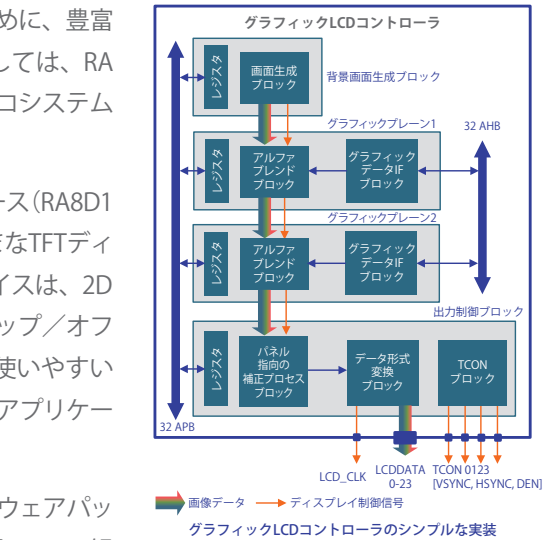 めに、豊富
しては、RA
コシステム
ース（RA8D1
なTFTディ
イスは、2D
ップ／オフ
使いやすい
アプリケー
ウェアパッ
グラフィックLCDコントローラ
レジスタ
画面生成
ブロック
背景画面生成ブロック
グラフィックプレーン1
32 AHB
レジスタ
アルファ
ブレンド
ブロック
グラフィック
データIF
ブロック
グラフィックプレーン2
レジスタ
アルファ
ブレンド
ブロック
グラフィック
データIF
ブロック
出力制御ブロック
レジスタ
パネル
指向の
補正プロセス
ブロック
データ形式
変換
ブロック
TCON
ブロック
32 APB
LCD_CLK
LCDDATA
0-23
TCON 0123
[VSYNC, HSYNC, DEN]
画像データ
ディスプレイ制御信号
グラフィックLCDコントローラのシンプルな実装